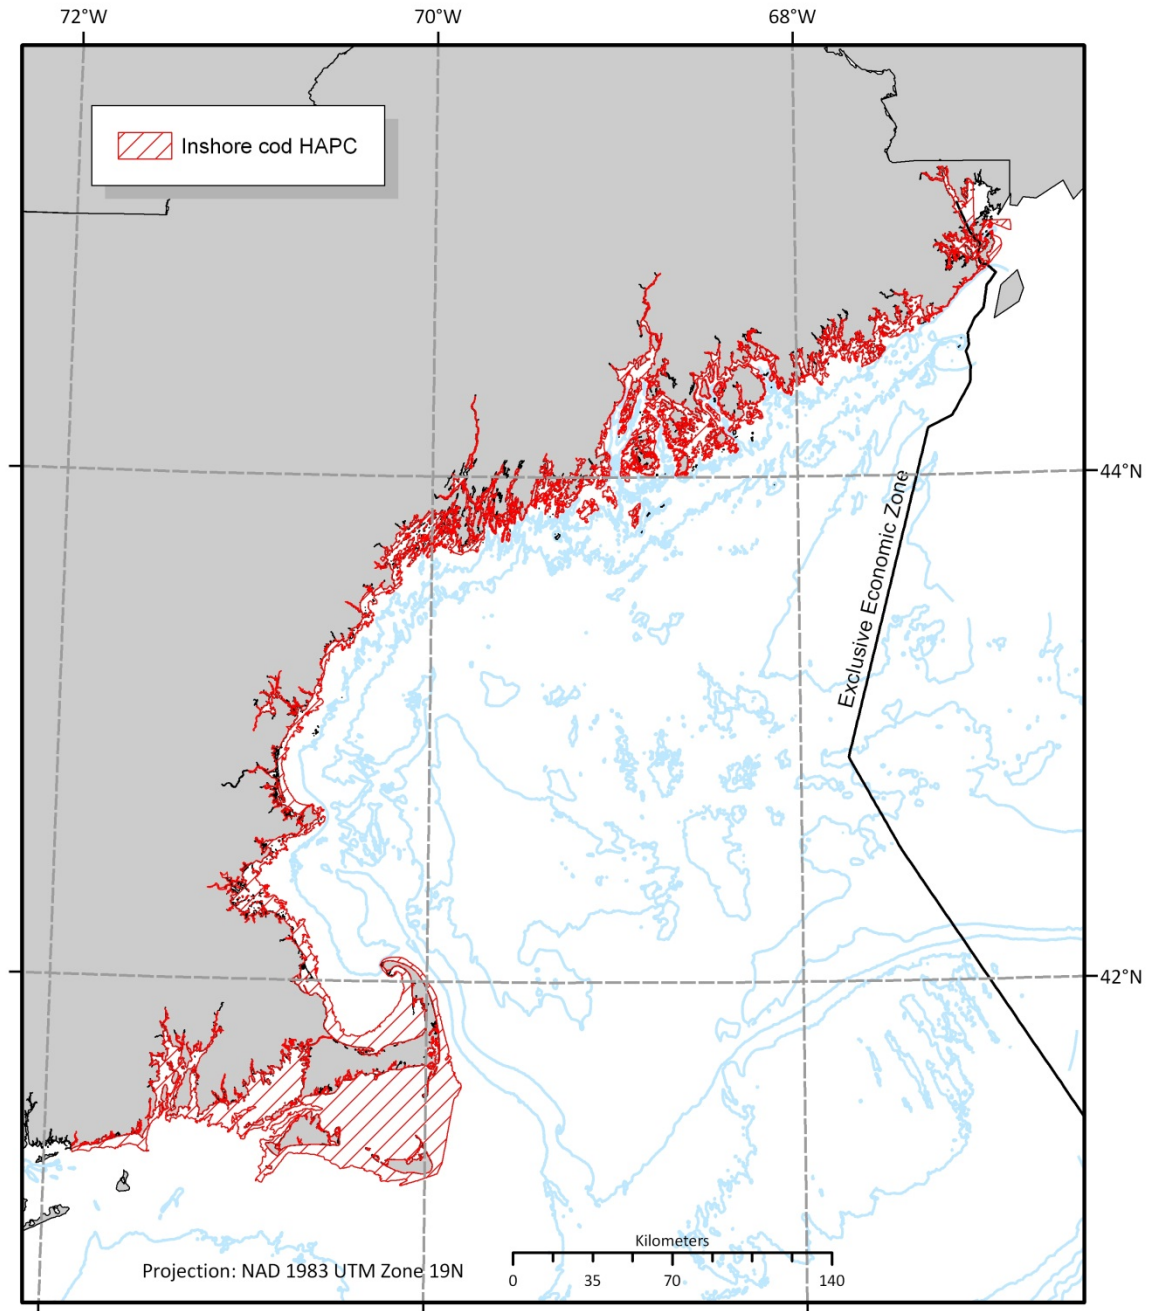 72°W 70°W 68°W
Inshore cod HAPC
44°N
Exclusive Economic Zone
42°N
Kilometers
Projection: NAD 1983 UTM Zone 19N
0 35 70 140